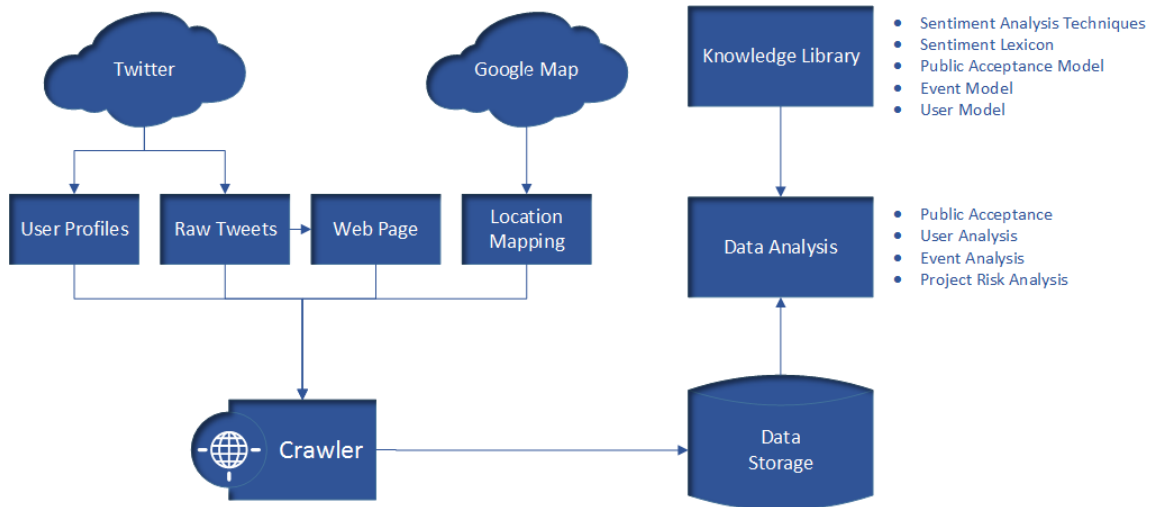 Twitter
Google Map
Knowledge Library
• Sentiment Analysis Techniques
• Sentiment Lexicon
• Public Acceptance Model
• Event Model
• User Model
User Profiles
Raw Tweets
Web Page
Location
Mapping
Data Analysis
• Public Acceptance
• User Analysis
• Event Analysis
• Project Risk Analysis
Crawler
Data
Storage